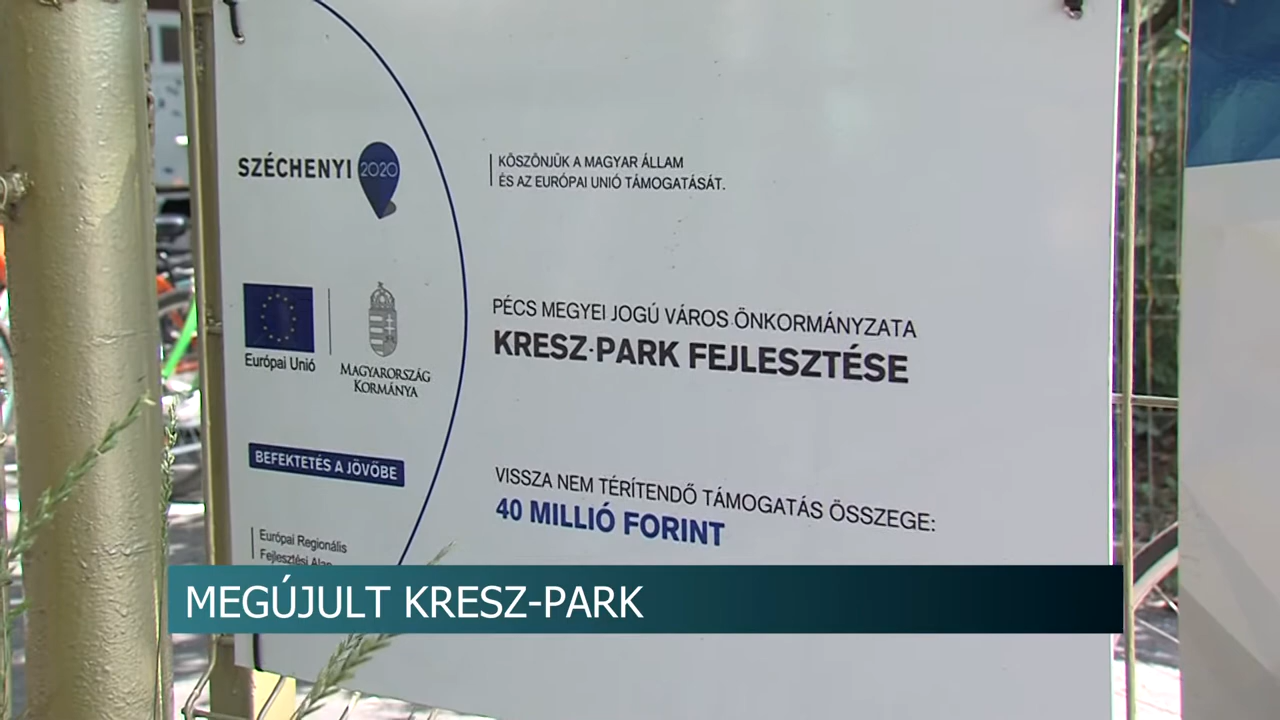 SZÉCHENYI 2020
KÖSZÖNJÜK A MAGYAR ÁLLAM
ÉS AZ EURÓPAI UNIÓ TÁMOGATÁSÁT.
Európai Unió
MAGYARORSZÁG
KORMÁNYA
PÉCS MEGYEI JOGÚ VÁROS ÖNKORMÁNYZATA
KRESZ-PARK FEJLESZTÉSE
BEFEKTETÉS A JÖVŐBE
VISSZA NEM TÉRÍTENDŐ TÁMOGATÁS ÖSSZEGE:
40 MILLIÓ FORINT
Európai Regionális
Fejlesztési Alap
MEGÚJULT KRESZ-PARK